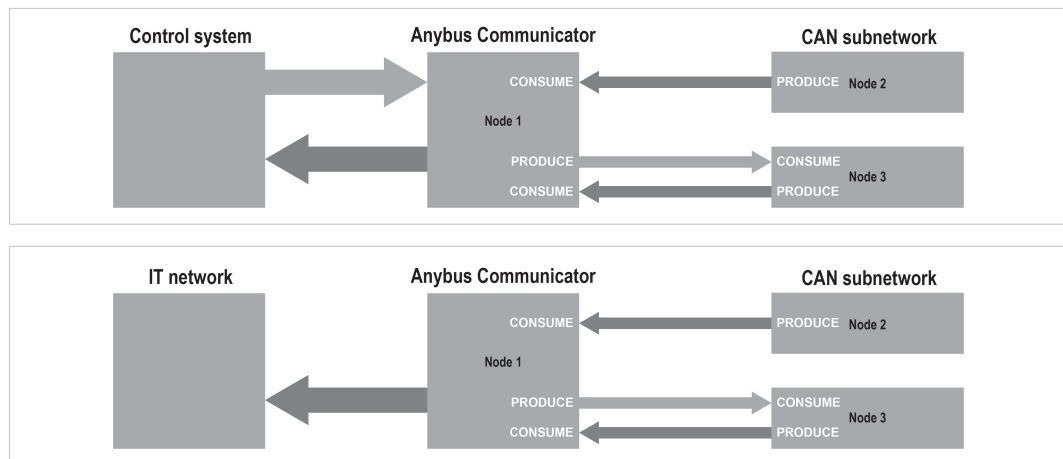 Control system
Anybus Communicator
CAN subnetwork
CONSUME
PRODUCE Node 2
Node 1
PRODUCE
CONSUME
Node 3
CONSUME
PRODUCE
IT network
Anybus Communicator
CAN subnetwork
CONSUME
PRODUCE Node 2
Node 1
PRODUCE
CONSUME
Node 3
CONSUME
PRODUCE